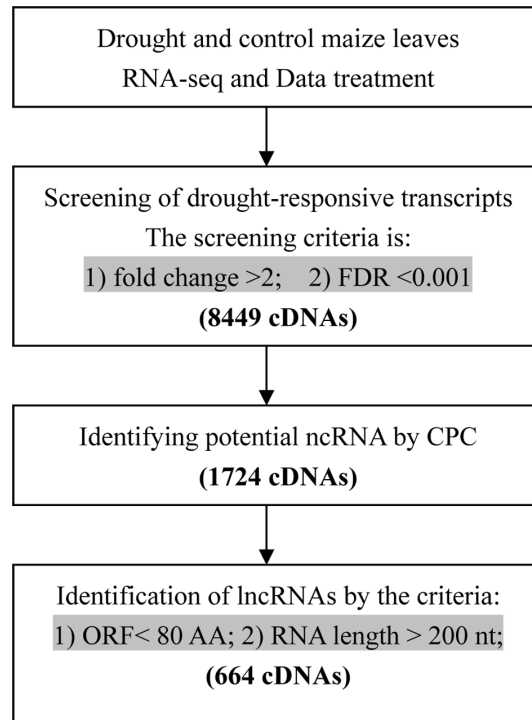 Drought and control maize leaves
RNA-seq and Data treatment
Screening of drought-responsive transcripts
The screening criteria is:
1) fold change >2; 2) FDR <0.001
(8449 cDNAs)
Identifying potential ncRNA by CPC
(1724 cDNAs)
Identification of lncRNAs by the criteria:
1) ORF< 80 AA; 2) RNA length > 200 nt;
(664 cDNAs)